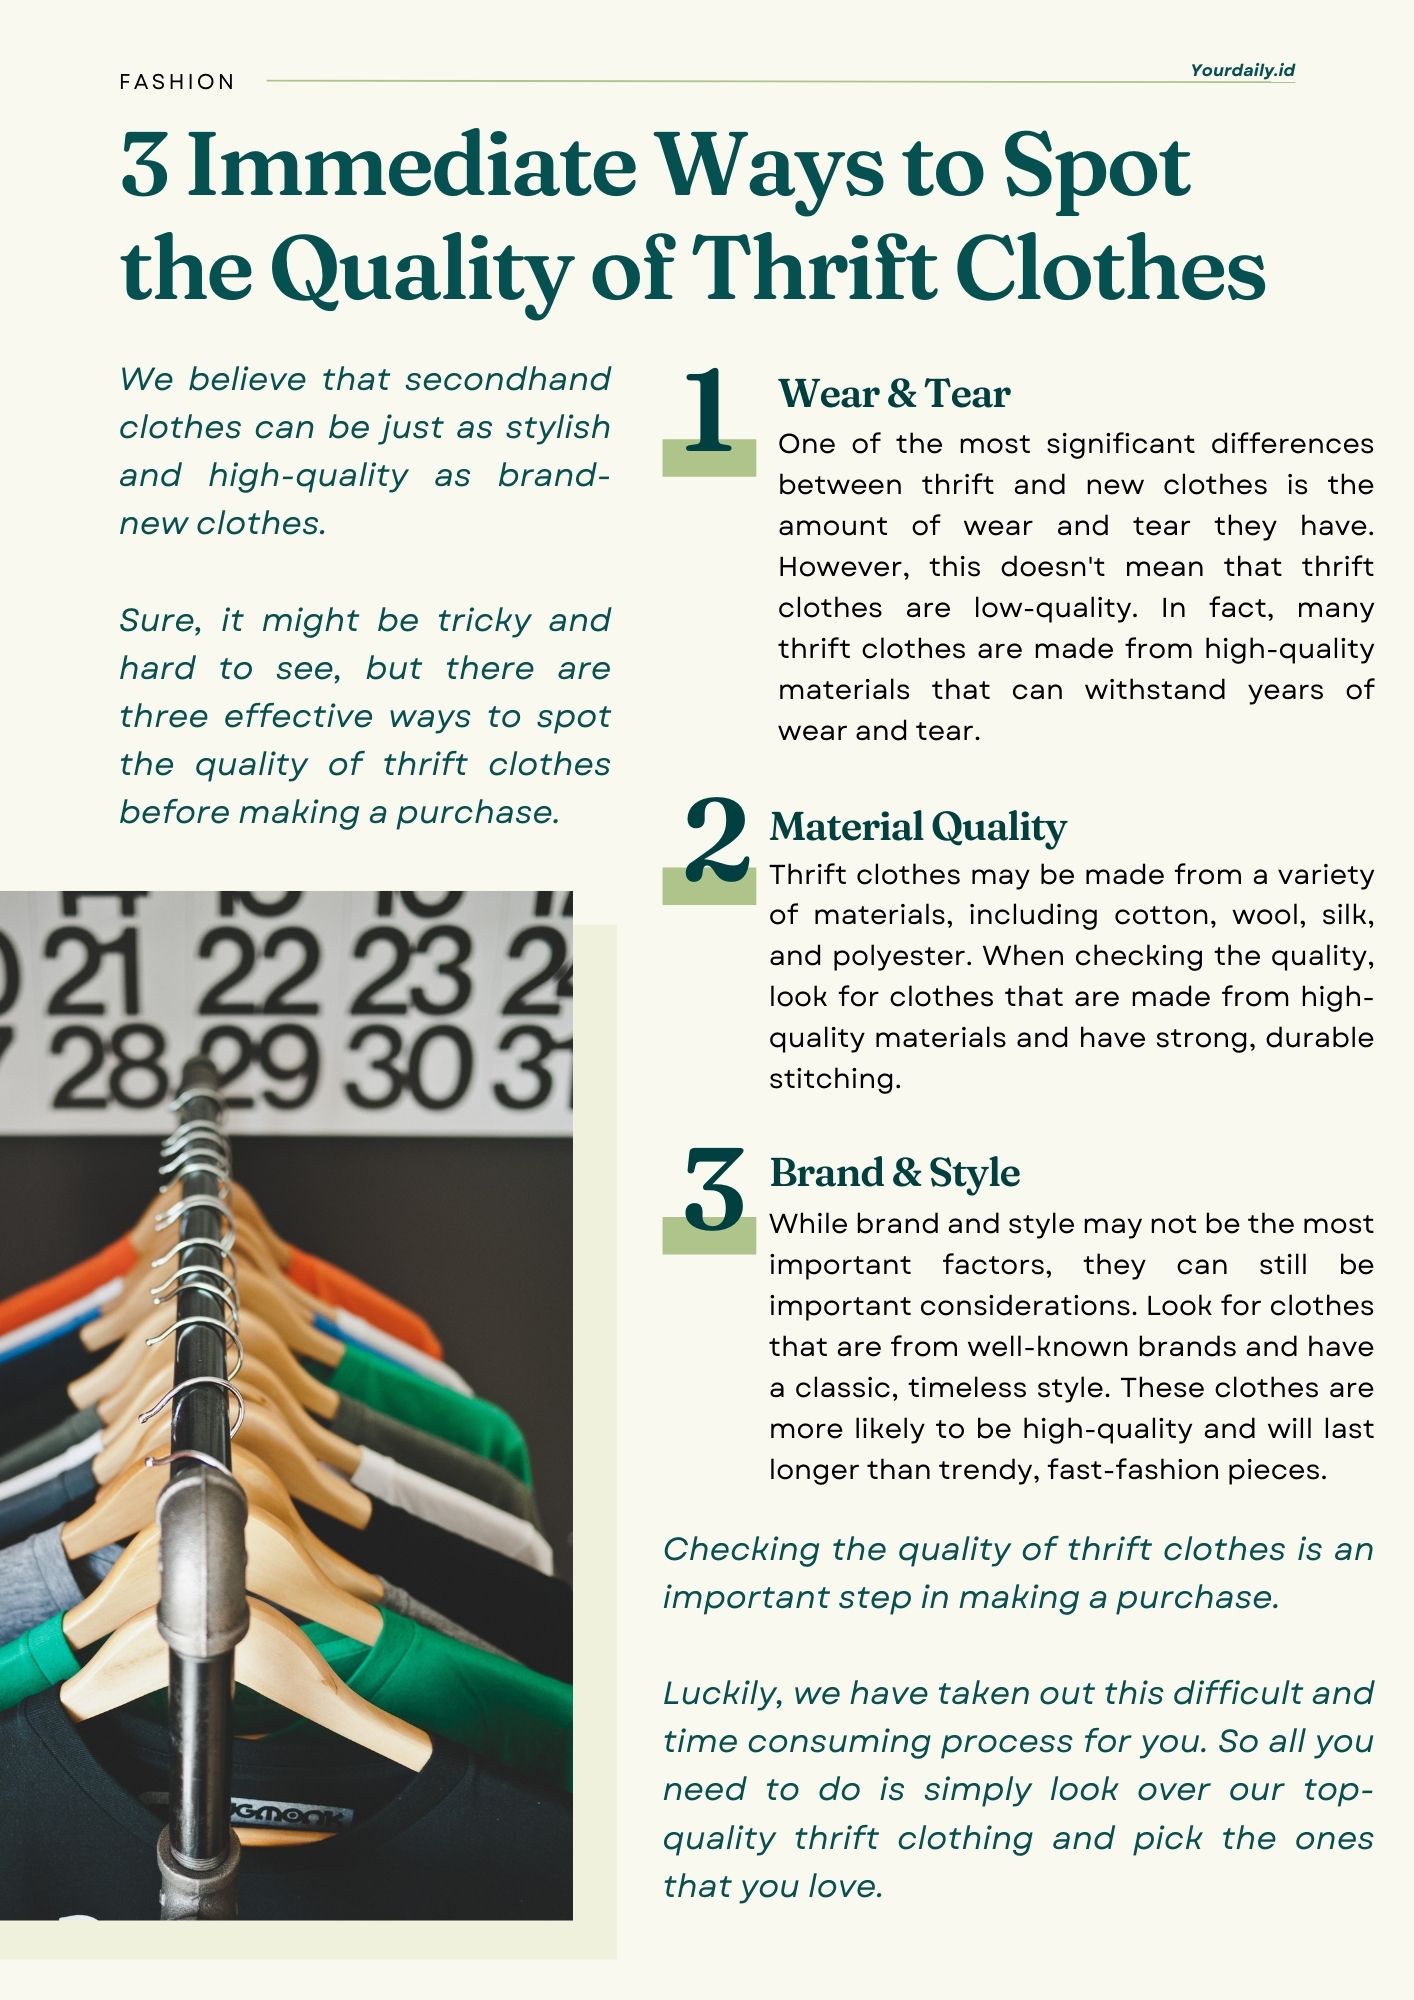 FASHION
Yourdaily.id
3 Immediate Ways to Spot
the Quality of Thrift Clothes
We believe that secondhand
clothes can be just as stylish
and high-quality as brand-
new clothes.
Sure, it might be tricky and
hard to see, but there are
three effective ways to spot
the quality of thrift clothes
before making a purchase.
21 22 23
28 29 30 31
1
Wear & Tear
One of the most significant differences
between thrift and new clothes is the
amount of wear and tear they have.
However, this doesn't mean that thrift
clothes are low-quality. In fact, many
thrift clothes are made from high-quality
materials that can withstand years of
wear and tear.
2
Material Quality
Thrift clothes may be made from a variety
of materials, including cotton, wool, silk,
and polyester. When checking the quality,
look for clothes that are made from high-
quality materials and have strong, durable
stitching.
3
Brand & Style
While brand and style may not be the most
important factors, they can still be
important considerations. Look for clothes
that are from well-known brands and have
a classic, timeless style. These clothes are
more likely to be high-quality and will last
longer than trendy, fast-fashion pieces.
Checking the quality of thrift clothes is an
important step in making a purchase.
Luckily, we have taken out this difficult and
time consuming process for you. So all you
need to do is simply look over our top-
quality thrift clothing and pick the ones
that you love.